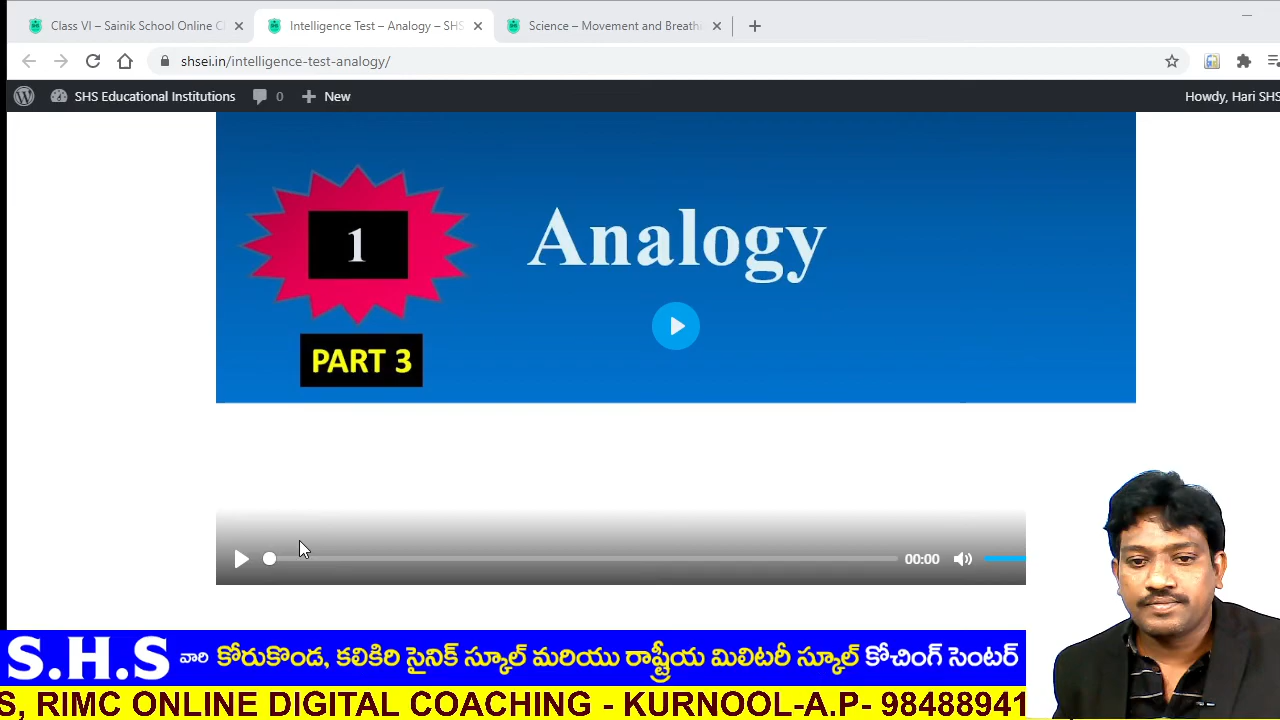 Class VI – Sainik School Online Cl
Intelligence Test – Analogy – SHS
Science – Movement and Breath
shsei.in/intelligence-test-analogy/
SHS Educational Institutions 0 New
Howdy, Hari SHS
1
Analogy
PART 3
00:00
S.H.S వారి కోరుకొండ, కలికిరి సైనిక్ స్కూల్ మరియు రాష్ట్రీయ మిలిటరీ స్కూల్ కోచింగ్ సెంటర్
S, RIMC ONLINE DIGITAL COACHING - KURNOOL-A.P- 98488941